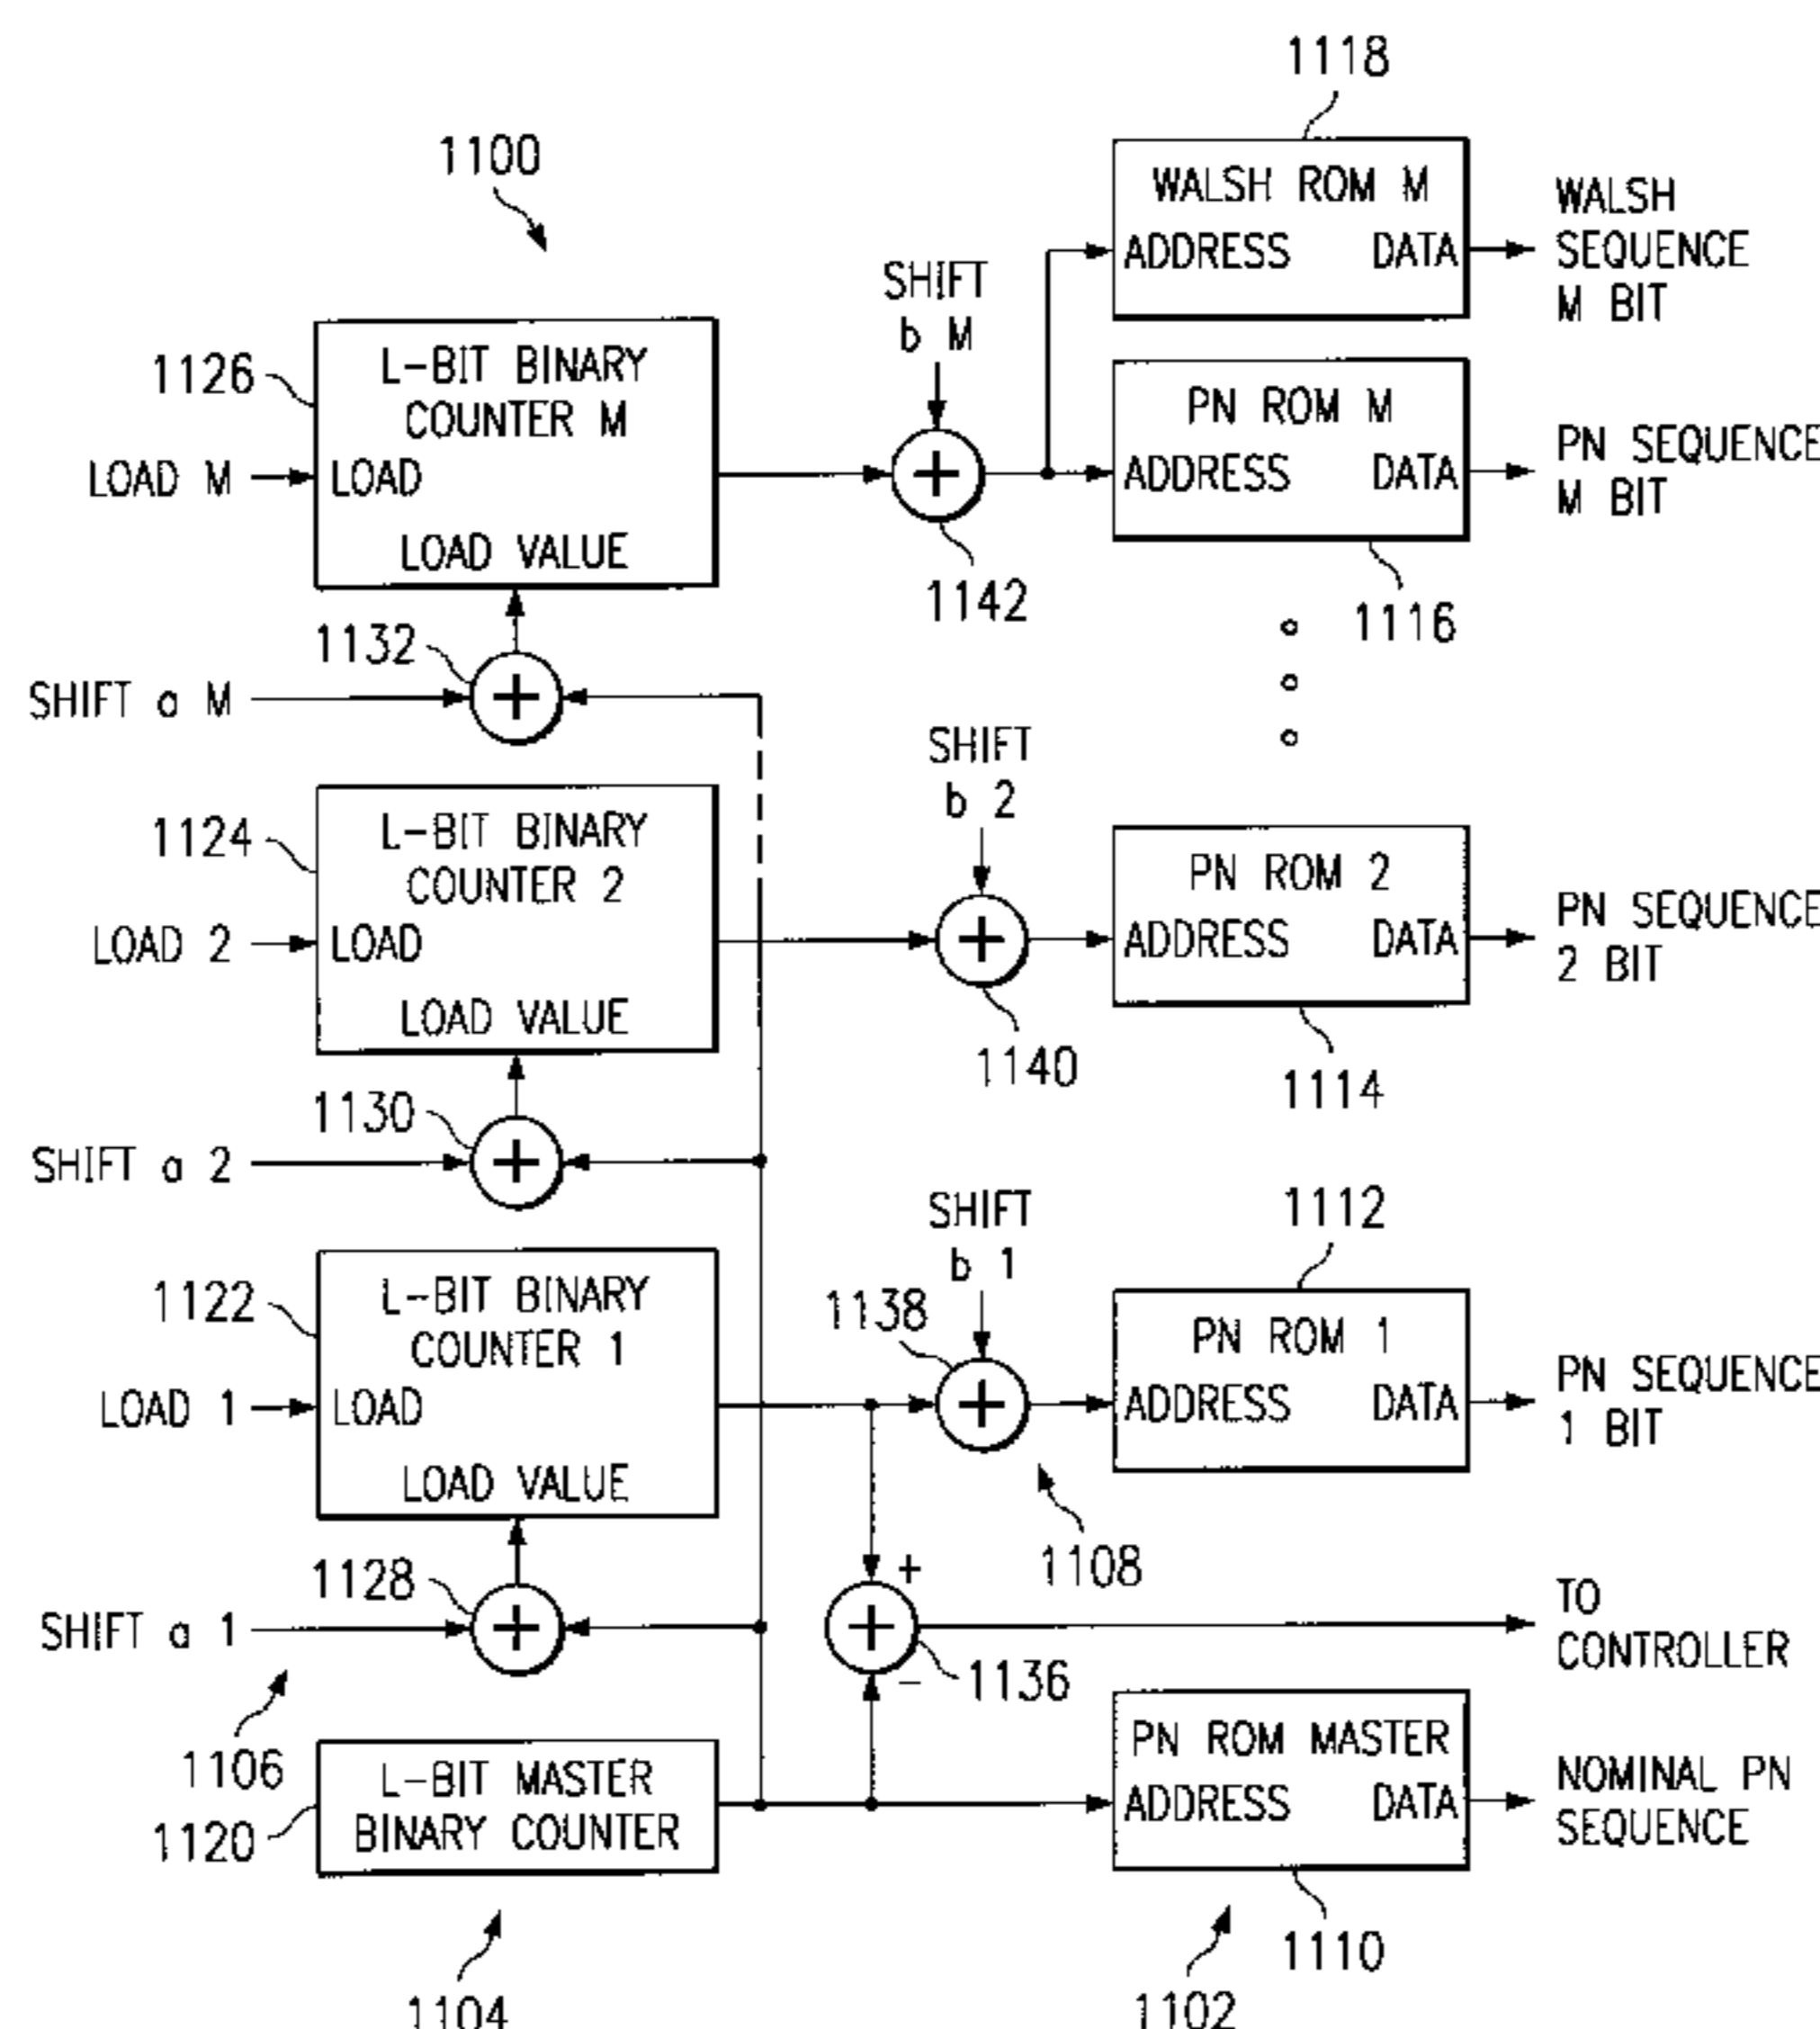 1118
1100
WALSH ROM M
ADDRESS DATA
WALSH
SEQUENCE
M BIT
SHIFT
b M
1126
L-BIT BINARY
COUNTER M
LOAD M
LOAD
LOAD VALUE
PN ROM M
ADDRESS DATA
PN SEQUENCE
M BIT
1142
1116
1132
SHIFT a M
SHIFT
b 2
1124
L-BIT BINARY
COUNTER 2
LOAD 2
LOAD
LOAD VALUE
PN ROM 2
ADDRESS DATA
PN SEQUENCE
2 BIT
1140
1114
1130
SHIFT a 2
SHIFT
b 1
1112
1122
L-BIT BINARY
COUNTER 1
LOAD 1
LOAD
LOAD VALUE
1138
PN ROM 1
ADDRESS DATA
PN SEQUENCE
1 BIT
1108
1128
SHIFT a 1
+
-
1136
TO
CONTROLLER
1106
1120
L-BIT MASTER
BINARY COUNTER
PN ROM MASTER
ADDRESS DATA
NOMINAL PN
SEQUENCE
1110
1104
1102